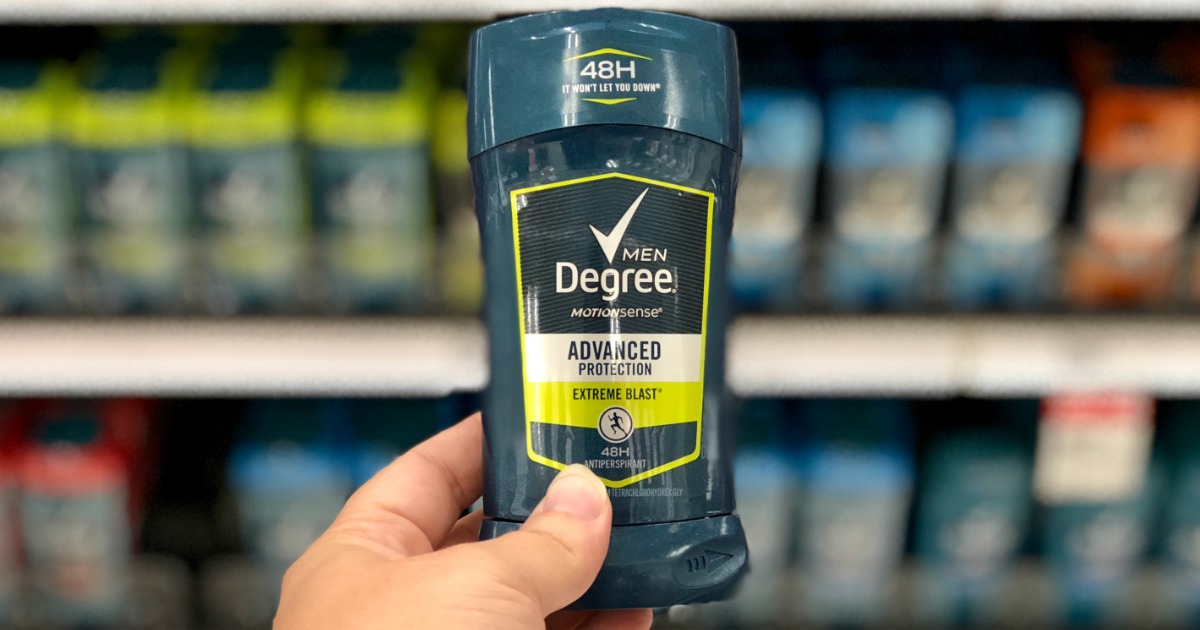 48H
IT WON'T LET YOU DOWN®
MEN
Degree®
MOTIONsense®
ADVANCED
PROTECTION
EXTREME BLAST®
48H
ANTIPERSPIRANT